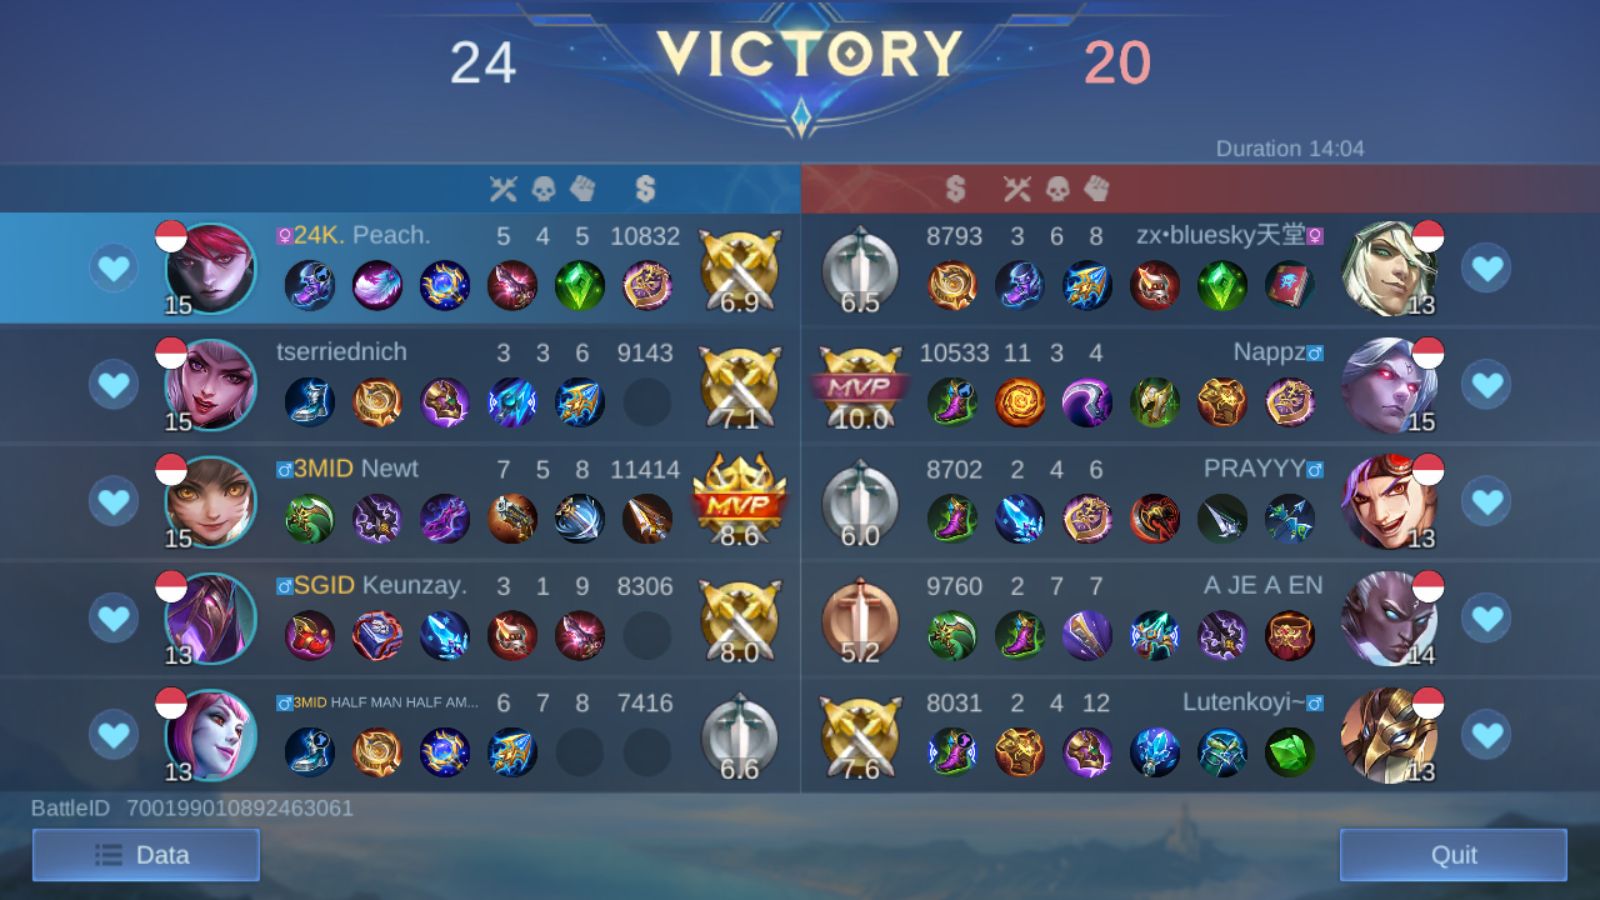 VICTORY
24
20
Duration 14:04
24K. Peach. 5 4 5 10832
15
6.9
8793 3 6 8 zx•bluesky天堂
6.5
13
tserriednich 3 3 6 9143
15
7.1
10533 11 3 4 Nappz
MVP
10.0
15
3MID Newt 7 5 8 11414
15
MVP
8.6
8702 2 4 6 PRAYYY
6.0
13
SGID Keunzay. 3 1 9 8306
13
8.0
9760 2 7 7 A JE A EN
5.2
14
3MID HALF MAN HALF AM... 6 7 8 7416
13
6.6
8031 2 4 12 Lutenkoyi~
7.6
13
BattleID 700199010892463061
Data
Quit